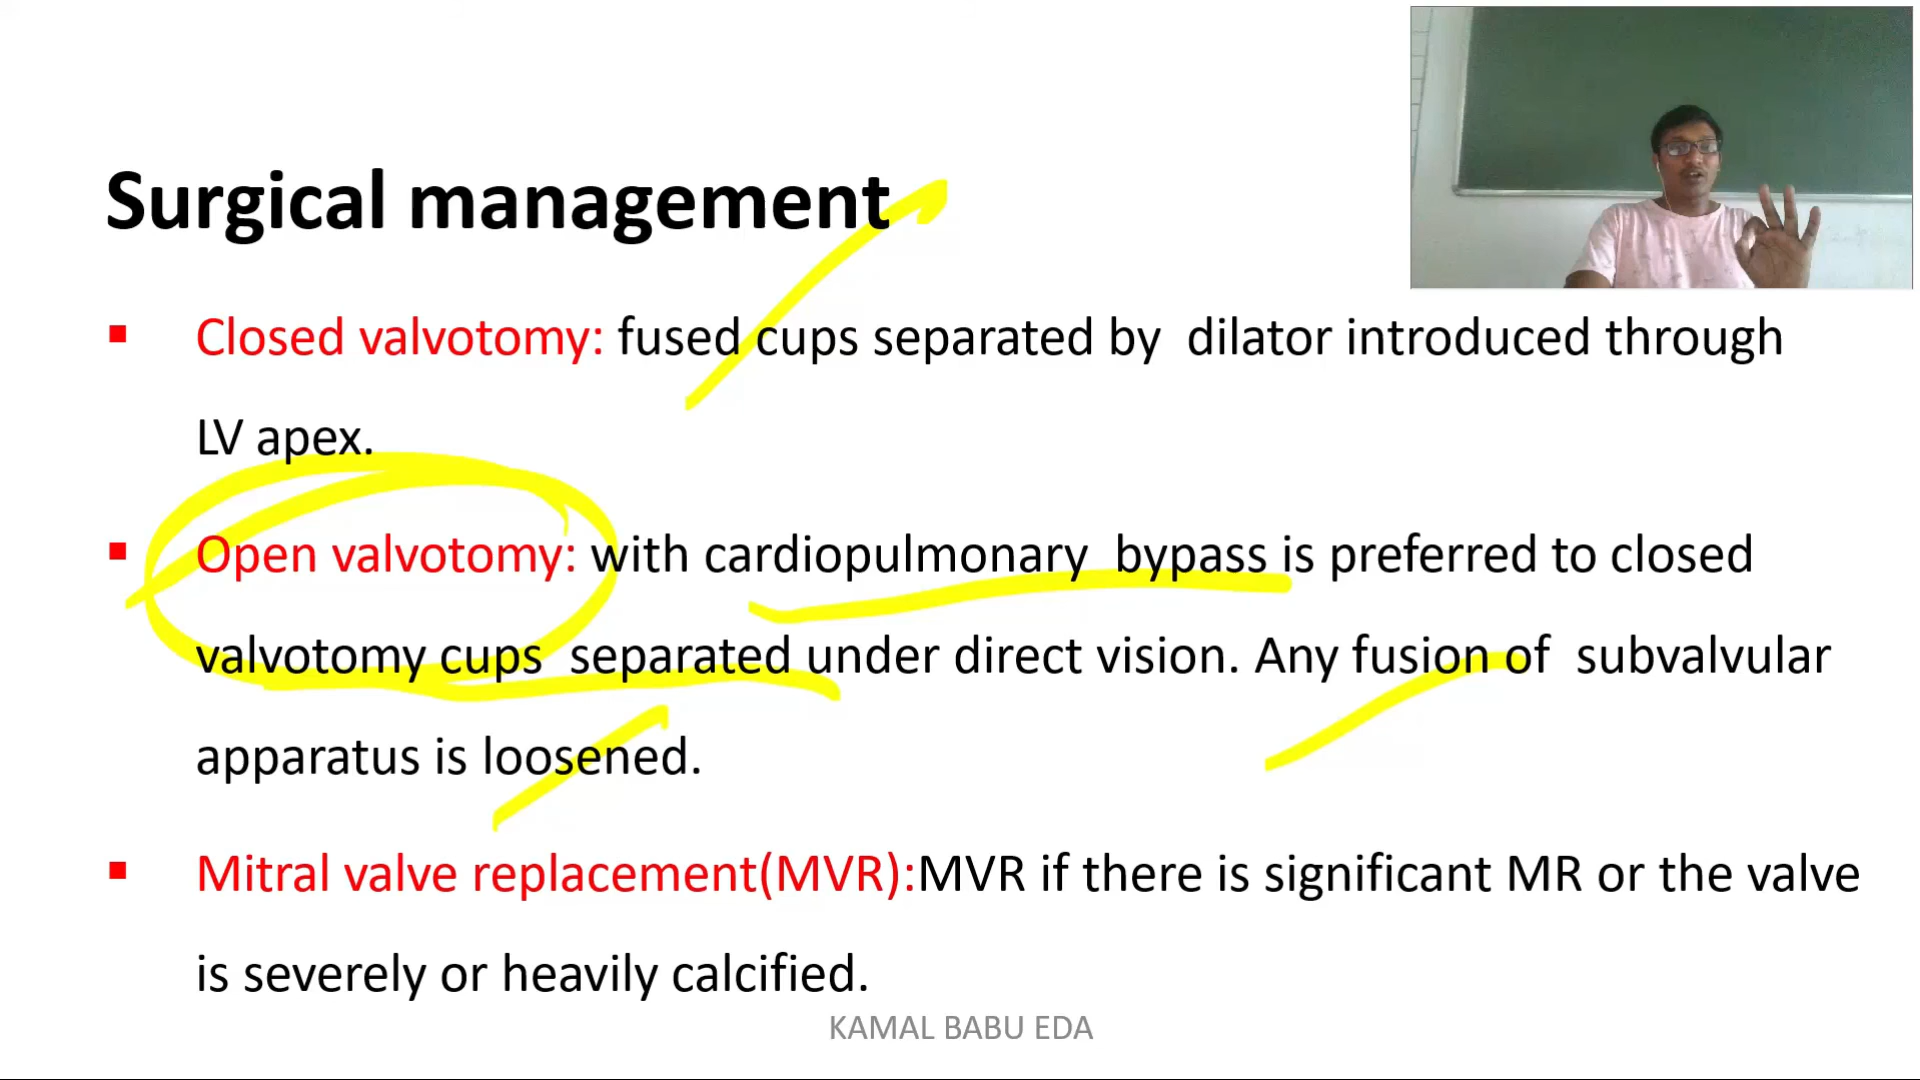 Surgical management
▪ Closed valvotomy: fused cups separated by dilator introduced through
LV apex.
▪ Open valvotomy: with cardiopulmonary bypass is preferred to closed
valvotomy cups separated under direct vision. Any fusion of subvalvular
apparatus is loosened.
▪ Mitral valve replacement(MVR):MVR if there is significant MR or the valve
is severely or heavily calcified.
KAMAL BABU EDA